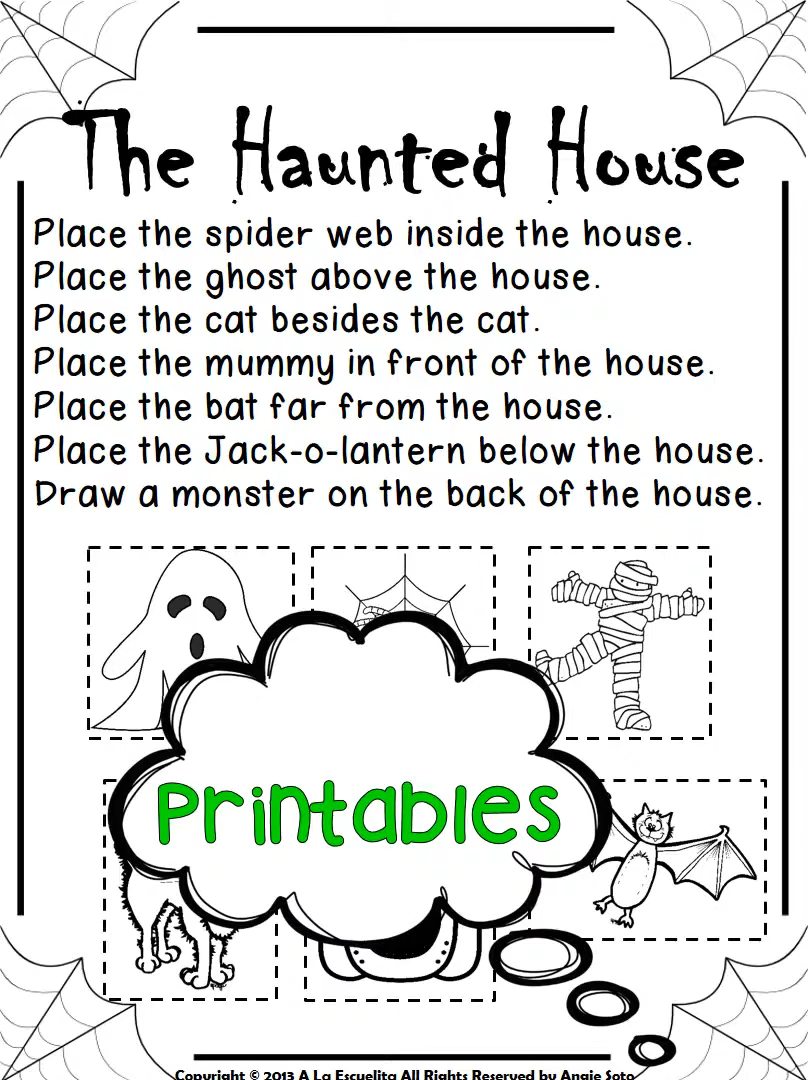 The Haunted House
Place the spider web inside the house.
Place the ghost above the house.
Place the cat besides the cat.
Place the mummy in front of the house.
Place the bat far from the house.
Place the Jack-o-lantern below the house.
Draw a monster on the back of the house.
Printables
Copyright © 2013 A La Escuelita All Rights Reserved by Angie Soto